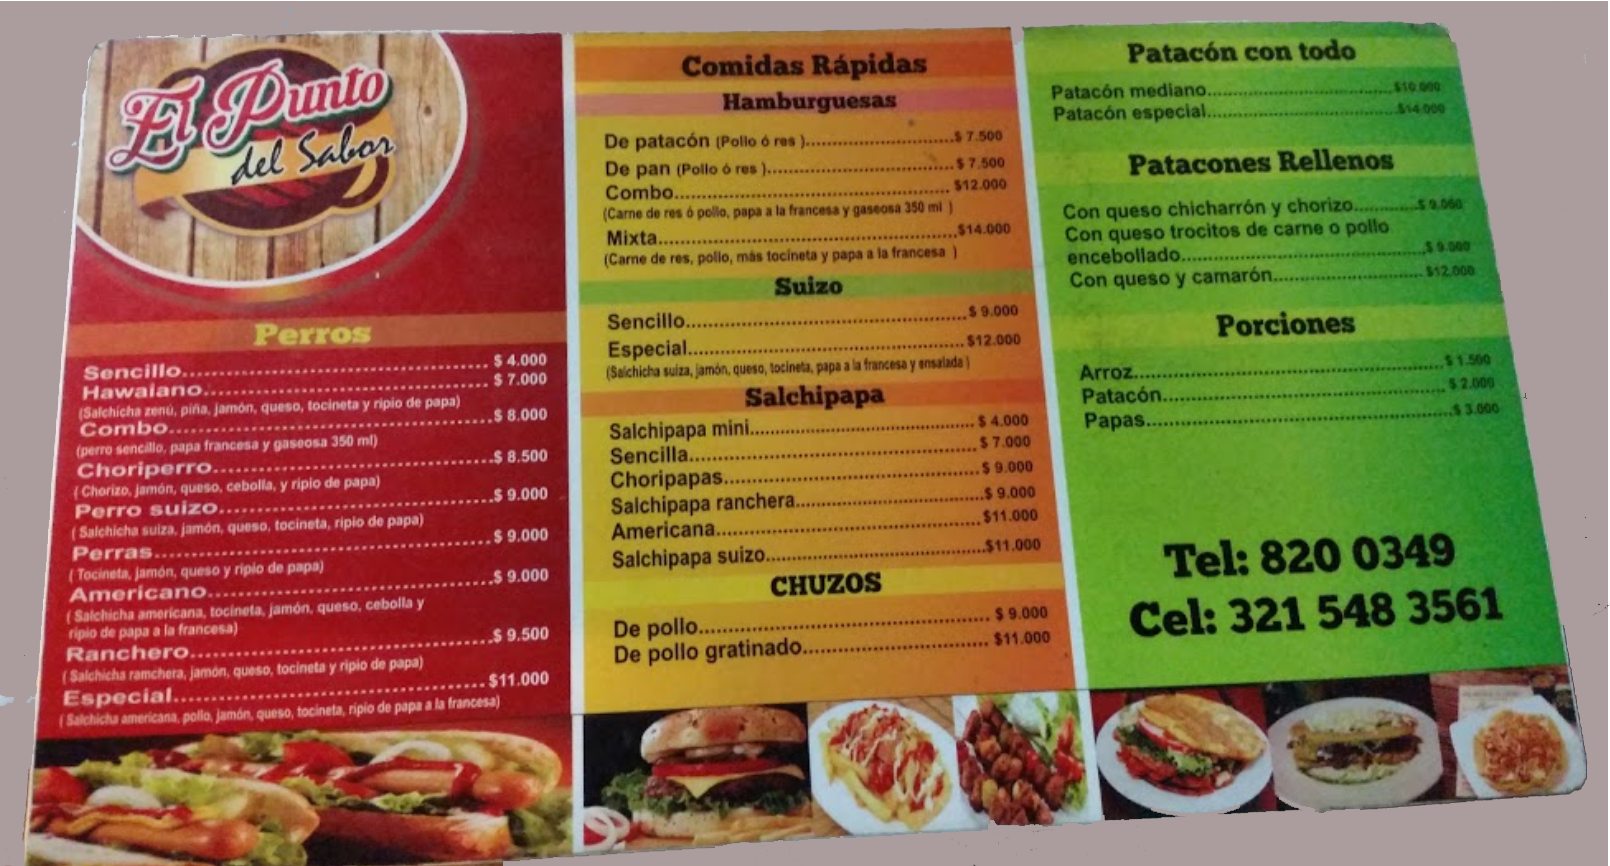 El Punto
del Sabor
Perros
Sencillo.......... $ 4.000
Hawaiano.......... $ 7.000
(Salchicha zenú, piña, jamón, queso, tocineta y ripio de papa)
Combo.......... $ 8.000
(perro sencillo, papa francesa y gaseosa 350 ml)
Choriperro.......... $ 8.500
( Chorizo, jamón, queso, cebolla, y ripio de papa)
Perro suizo.......... $ 9.000
( Salchicha suiza, jamón, queso, tocineta, ripio de papa)
Perras.......... $ 9.000
( Tocineta, jamón, queso y ripio de papa)
Americano.......... $ 9.000
( Salchicha americana, tocineta, jamón, queso, cebolla y
ripio de papa a la francesa)
Ranchero.......... $ 9.500
( Salchicha ramchera, jamón, queso, tocineta y ripio de papa)
Especial.......... $11.000
( Salchicha americana, pollo, jamón, queso, tocineta, ripio de papa a la francesa)
Comidas Rápidas
Hamburguesas
De patacón (Pollo ó res ).......... $ 7.500
De pan (Pollo ó res ).......... $ 7.500
Combo.......... $12.000
(Carne de res ó pollo, papa a la francesa y gaseosa 350 ml )
Mixta.......... $14.000
(Carne de res, pollo, màs tocineta y papa a la francesa )
Suizo
Sencillo.......... $ 9.000
Especial.......... $12.000
(Salchicha suiza, jamón, queso, tocineta, papa a la francesa y ensalada )
Salchipapa
Salchipapa mini.......... $ 4.000
Sencilla.......... $ 7.000
Choripapas.......... $ 9.000
Salchipapa ranchera.......... $ 9.000
Americana.......... $11.000
Salchipapa suizo.......... $11.000
CHUZOS
De pollo.......... $ 9.000
De pollo gratinado.......... $11.000
Patacón con todo
Patacón mediano.......... $10.000
Patacón especial.......... $14.000
Patacones Rellenos
Con queso chicharrón y chorizo.......... $ 9.000
Con queso trocitos de carne o pollo
encebollado.......... $ 9.000
Con queso y camarón.......... $12.000
Porciones
Arroz.......... $ 1.500
Patacón.......... $ 2.000
Papas.......... $ 3.000
Tel: 820 0349
Cel: 321 548 3561